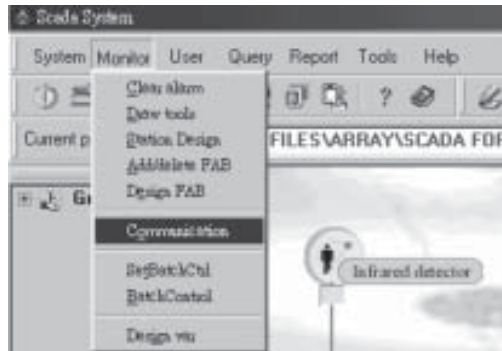 Scada System
System Monitor User Query Report Tools Help
Clear alarm
Draw tools
Station Design
Current p
FILES\ARRAY\SCADA FOR
Add/delete FAB
Design FAB
Communication
Infrared detector
SetBatchCtrl
BatchControl
Design